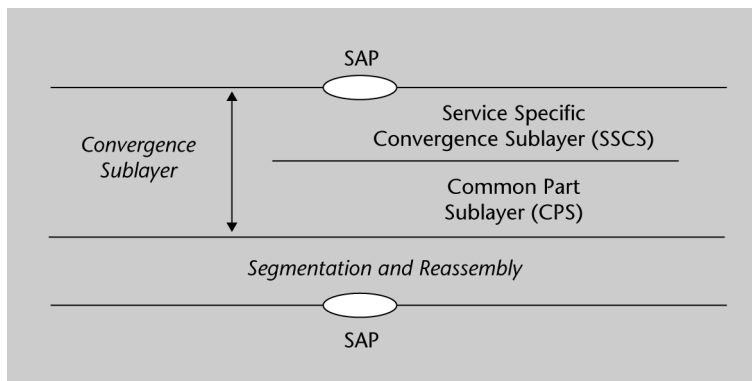 SAP
Service Specific
Convergence Sublayer (SSCS)
Convergence
Sublayer
Common Part
Sublayer (CPS)
Segmentation and Reassembly
SAP